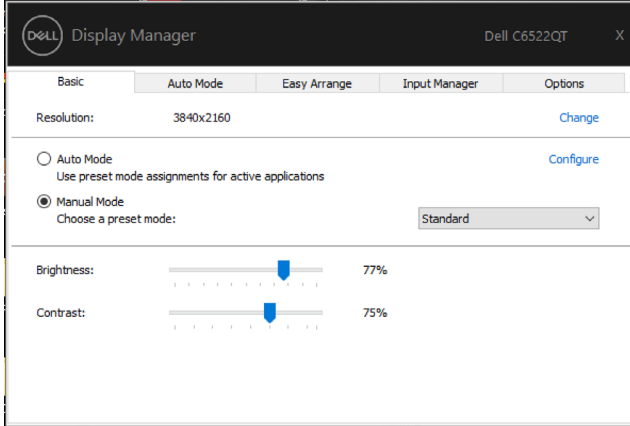 DELL Display Manager Dell C6522QT X
Basic Auto Mode Easy Arrange Input Manager Options
Resolution: 3840x2160 Change
Auto Mode Configure
Use preset mode assignments for active applications
Manual Mode
Choose a preset mode: Standard
Brightness: 77%
Contrast: 75%